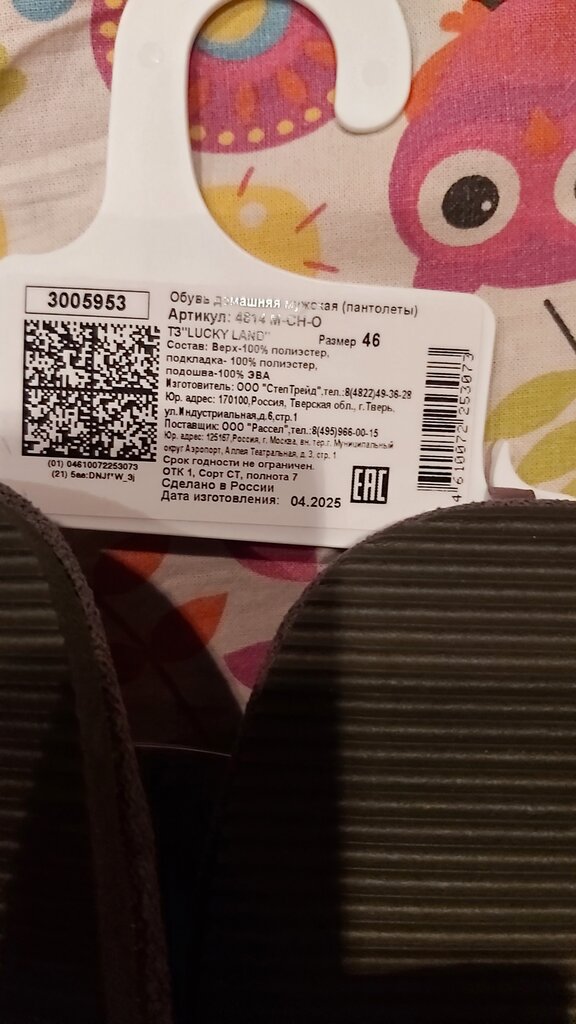 3005953
Обувь домашняя мужская (пантолеты)
Артикул: 4614 M-CH-O
ТЗ"LUCKY LAND" Размер 46
Состав: Верх-100% полиэстер,
подкладка- 100% полиэстер,
подошва-100% ЭВА
Изготовитель: ООО "СтепТрейд",тел.:8(4822)49-36-28
Юр. адрес: 170100,Россия, Тверская обл., г.Тверь,
ул.Индустриальная,д.6,стр.1
Поставщик: ООО "Рассел",тел.:8(495)966-00-15
Юр. адрес: 125167,Россия, г. Москва, вн. тер.г. Муниципальный
округ Аэропорт, Аллея Театральная, д. 3, стр. 1
Срок годности не ограничен.
ОТК 1, Сорт СТ, полнота 7
Сделано в России
Дата изготовления: 04.2025
(01) 04610072253073
(21) 5aa:DNJf*W_3j
EAC
4 610072 253073